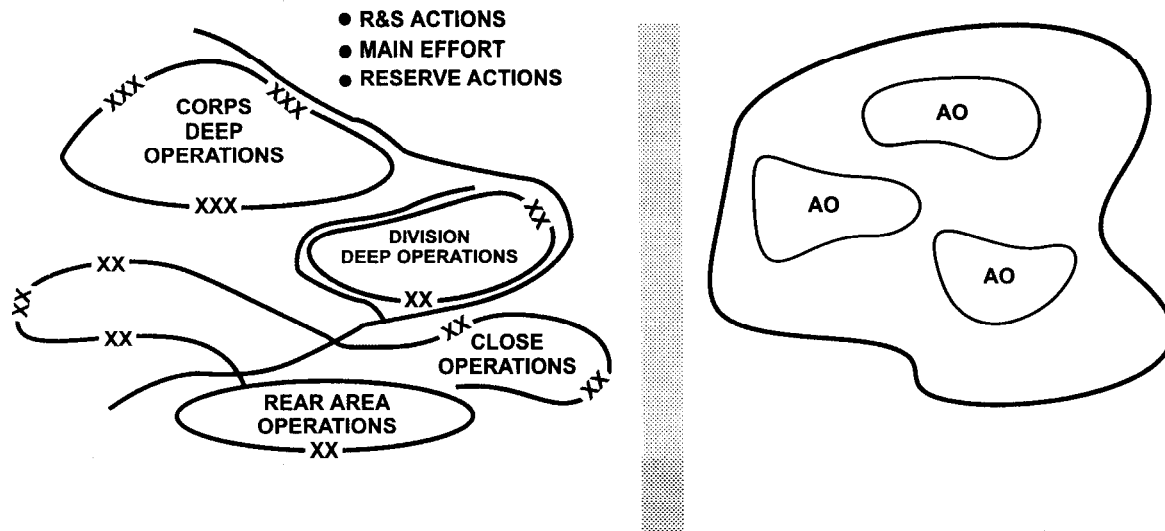 ● R&S ACTIONS
● MAIN EFFORT
● RESERVE ACTIONS
XXX
XXX
CORPS
DEEP
OPERATIONS
XXX
XX
DIVISION
DEEP OPERATIONS
XX
XX
XX
XX
XX
CLOSE
OPERATIONS
XX
REAR AREA
OPERATIONS
XX
AO
AO
AO